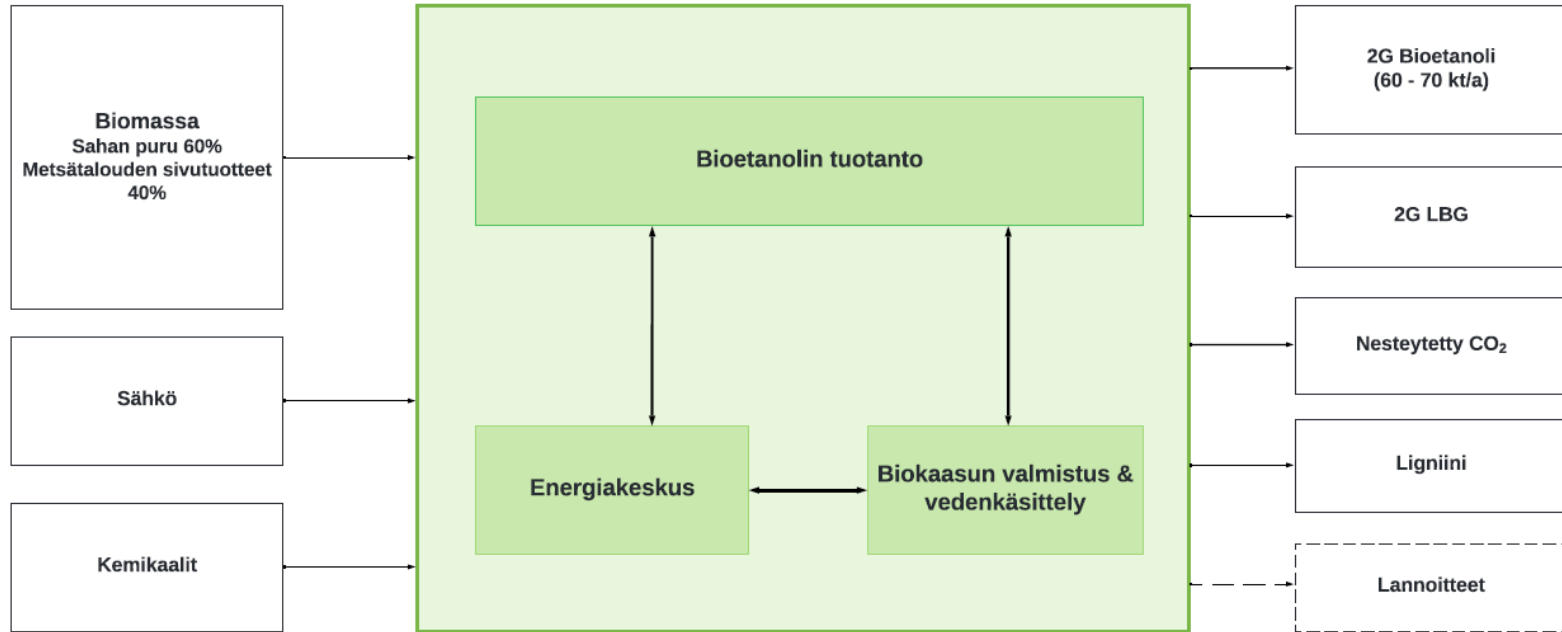 Biomassa
Sahan puru 60%
Metsätalouden sivutuotteet
40%
Sähkö
Kemikaalit
Bioetanolin tuotanto
Energiakeskus
Biokaasun valmistus &
vedenkäsittely
2G Bioetanoli
(60 - 70 kt/a)
2G LBG
Nesteytetty CO₂
Ligniini
Lannoitteet